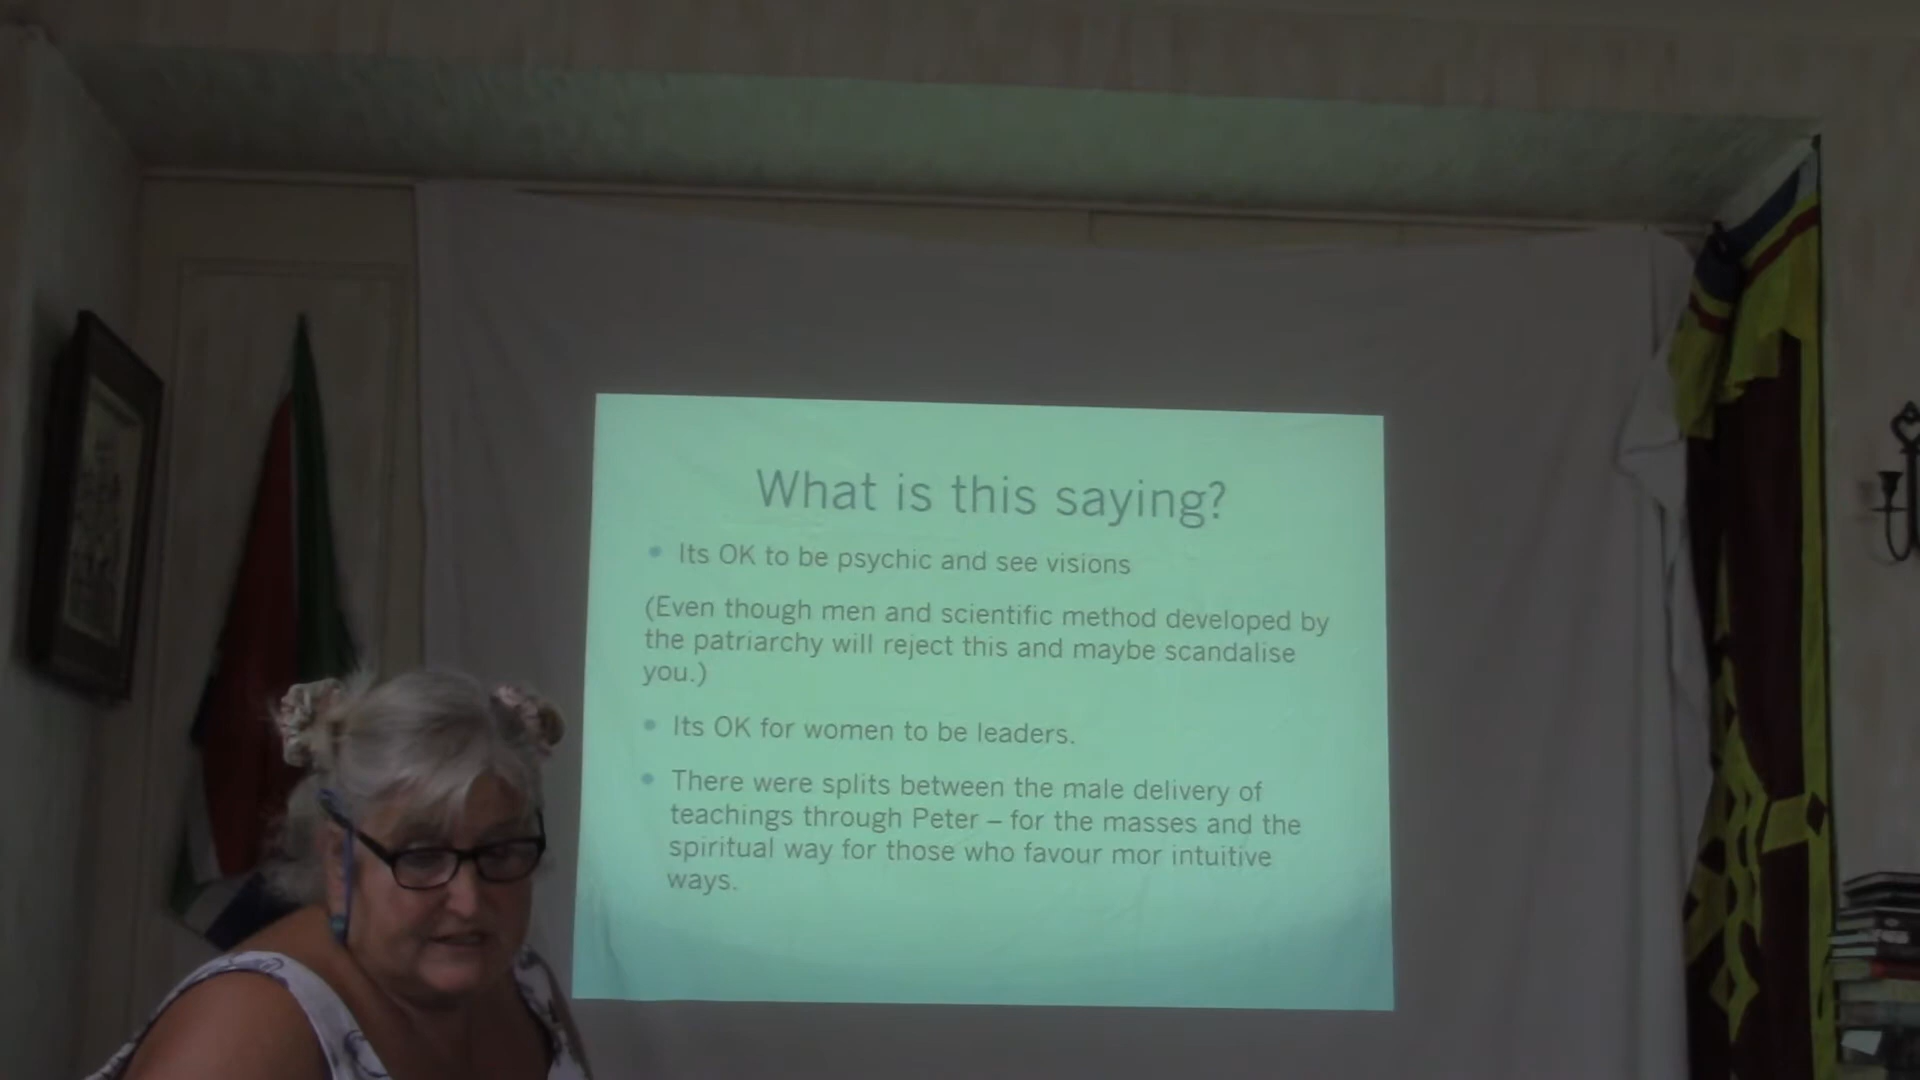 What is this saying?
• Its OK to be psychic and see visions
(Even though men and scientific method developed by
the patriarchy will reject this and maybe scandalise
you.)
• Its OK for women to be leaders.
• There were splits between the male delivery of
teachings through Peter – for the masses and the
spiritual way for those who favour mor intuitive
ways.